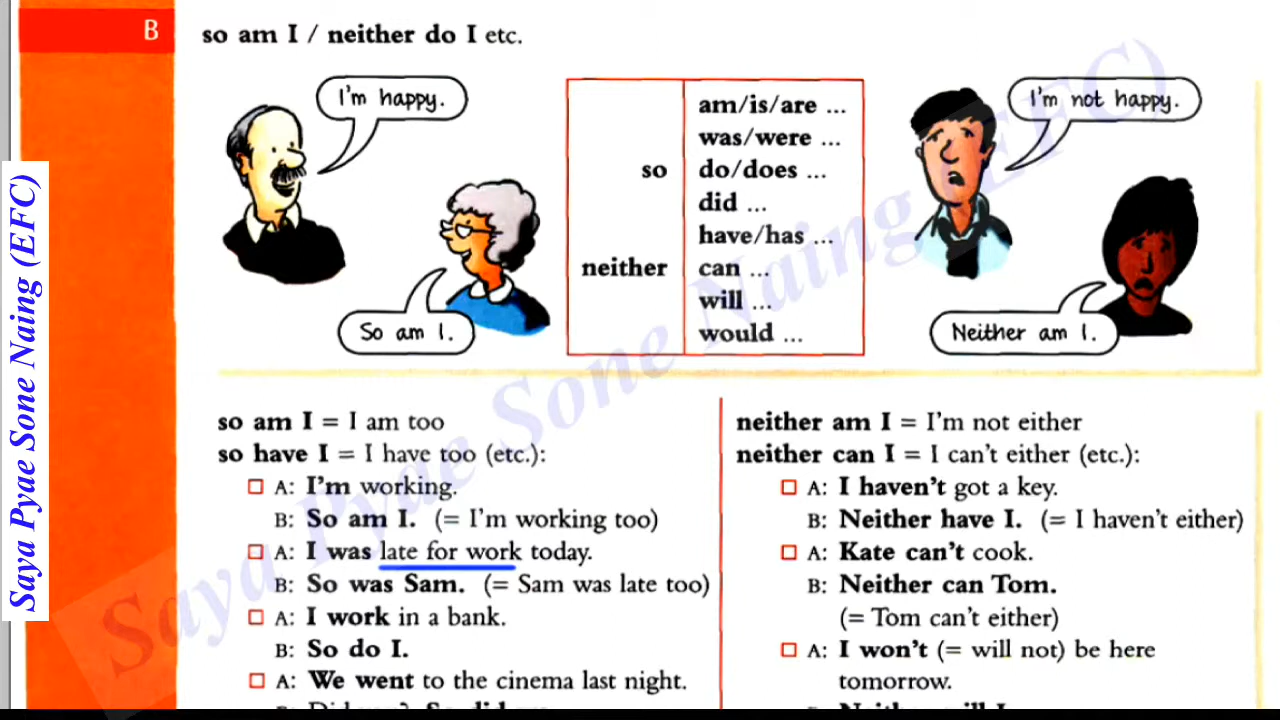 B
so am I / neither do I etc.
I'm happy.
So am I.
so
neither
am/is/are ...
was/were ...
do/does ...
did ...
have/has ...
can ...
will ...
would ...
I'm not happy.
Neither am I.
so am I = I am too
so have I = I have too (etc.):
A: I'm working.
B: So am I. (= I'm working too)
A: I was late for work today.
B: So was Sam. (= Sam was late too)
A: I work in a bank.
B: So do I.
A: We went to the cinema last night.
neither am I = I'm not either
neither can I = I can't either (etc.):
A: I haven't got a key.
B: Neither have I. (= I haven't either)
A: Kate can't cook.
B: Neither can Tom.
(= Tom can't either)
A: I won't (= will not) be here
tomorrow.
Saya Pyae Sone Naing (EFC)
Saya Pyae Sone Naing (EFC)